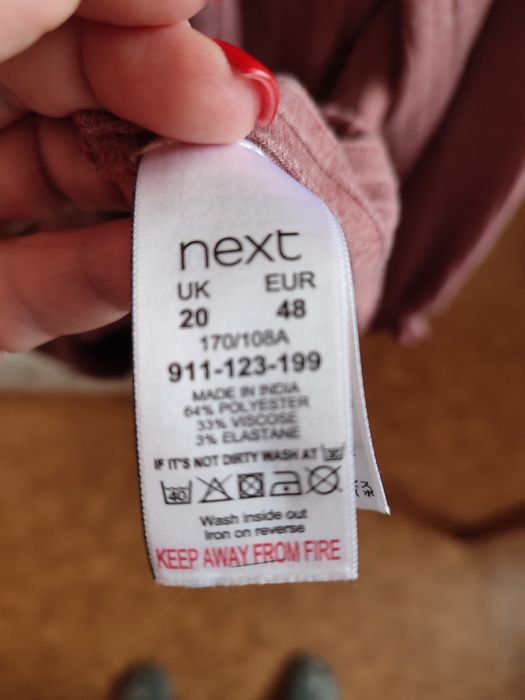 next
UK EUR
20 48
170/108A
911-123-199
MADE IN INDIA
64% POLYESTER
33% VISCOSE
3% ELASTANE
IF IT'S NOT DIRTY WASH AT 30
40
Wash inside out
Iron on reverse
KEEP AWAY FROM FIRE